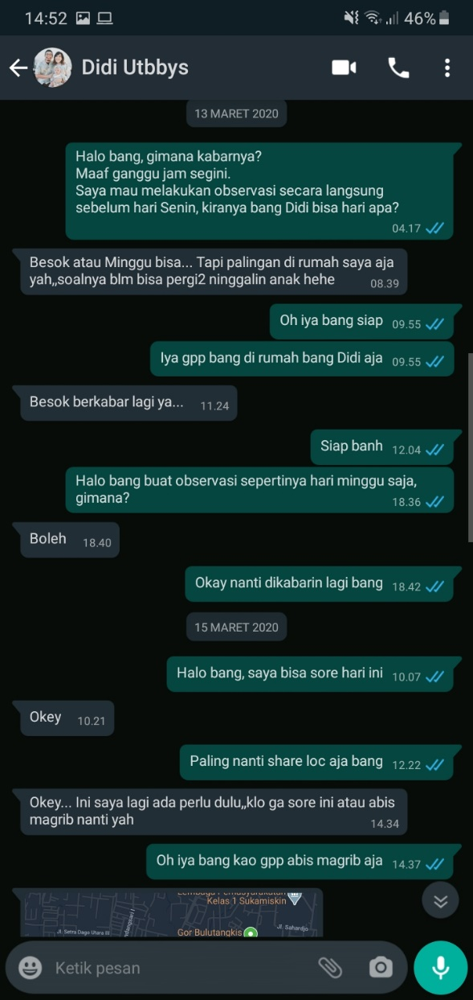 14:52
46%
Didi Utbbys
13 MARET 2020
Halo bang, gimana kabarnya?
Maaf ganggu jam segini.
Saya mau melakukan observasi secara langsung
sebelum hari Senin, kiranya bang Didi bisa hari apa?
04.17
Besok atau Minggu bisa... Tapi palingan di rumah saya aja
yah,,soalnya blm bisa pergi2 ninggalin anak hehe
08.39
Oh iya bang siap 09.55
Iya gpp bang di rumah bang Didi aja 09.55
Besok berkabar lagi ya... 11.24
Siap banh 12.04
Halo bang buat observasi sepertinya hari minggu saja,
gimana?
18.36
Boleh 18.40
Okay nanti dikabarin lagi bang 18.42
15 MARET 2020
Halo bang, saya bisa sore hari ini 10.07
Okey 10.21
Paling nanti share loc aja bang 12.22
Okey... Ini saya lagi ada perlu dulu,,klo ga sore ini atau abis
magrib nanti yah
14.34
Oh iya bang kao gpp abis magrib aja 14.37
Lembaga Pemasyarakatan
Kelas 1 Sukamiskin
Jl. Setra Dago Utara III
Gor Bulutangkis
Jl. Sahardjo
Ketik pesan